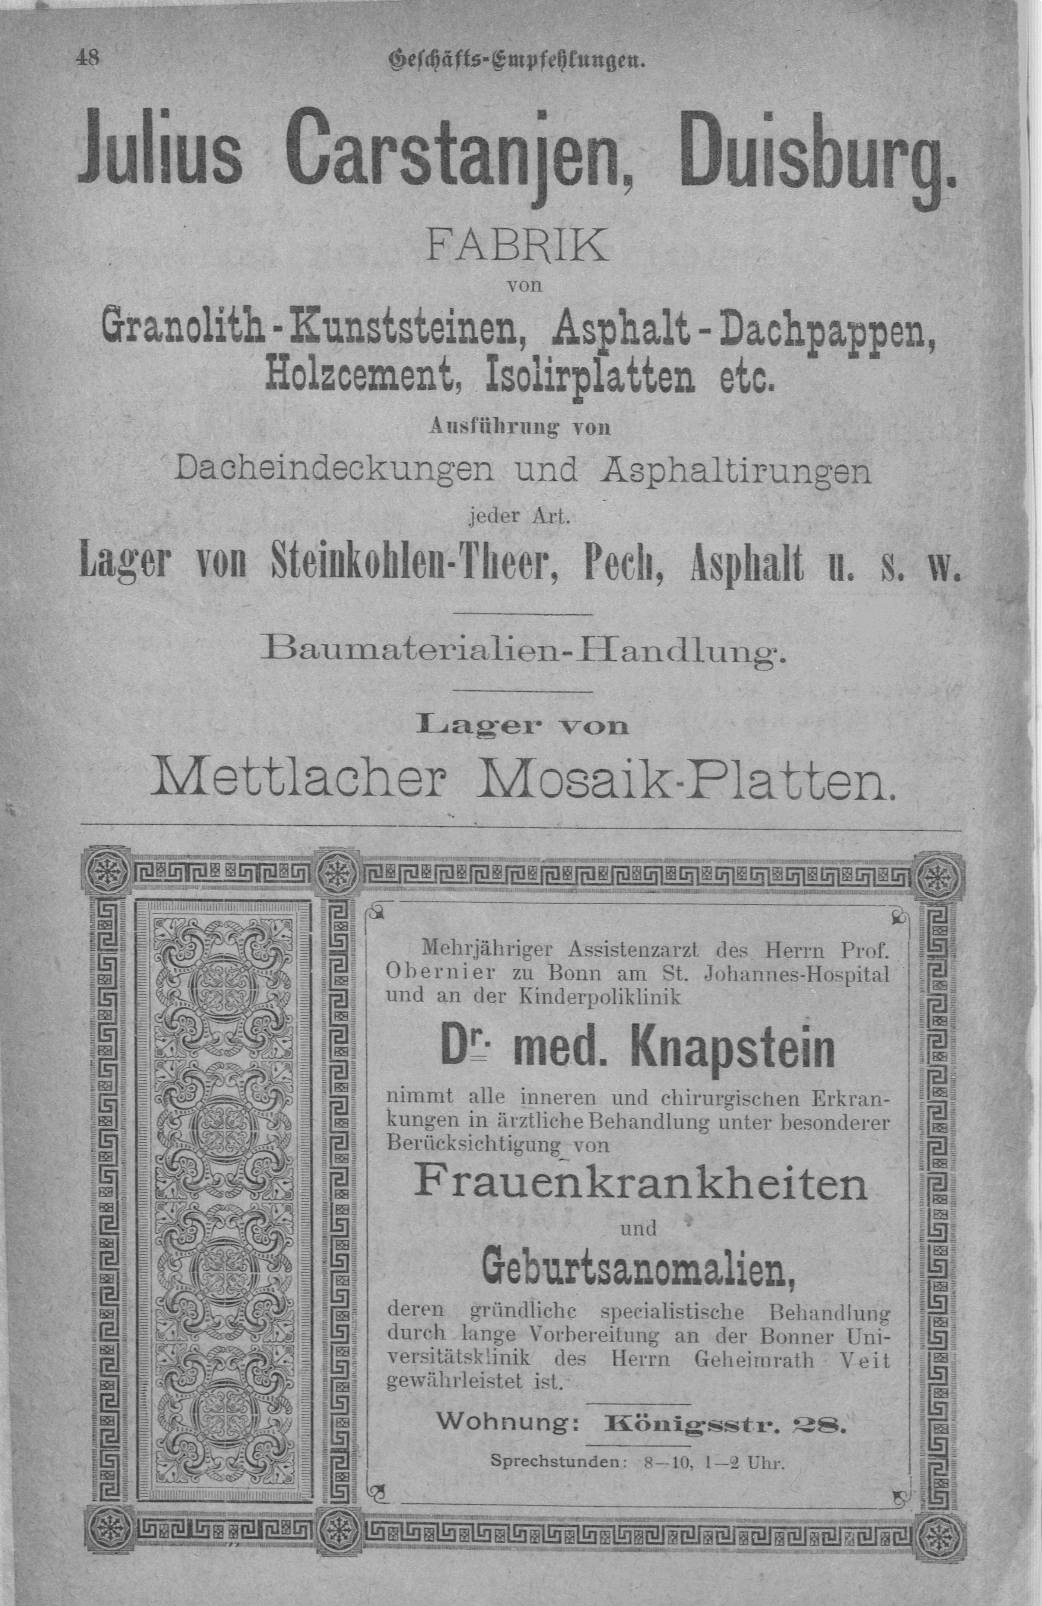 48 Geschäfts-Empfehlungen.
Julius Carstanjen, Duisburg.
FABRIK
von
Granolith-Kunststeinen, Asphalt-Dachpappen,
Holzcement, Isolirplatten etc.
Ausführung von
Dacheindeckungen und Asphaltirungen
jeder Art.
Lager von Steinkohlen-Theer, Pech, Asphalt u. s. w.
Baumaterialien-Handlung.
Lager von
Mettlacher Mosaik-Platten.
Mehrjähriger Assistenzarzt des Herrn Prof.
Obernier zu Bonn am St. Johannes-Hospital
und an der Kinderpoliklinik
Dr. med. Knapstein
nimmt alle inneren und chirurgischen Erkran-
kungen in ärztliche Behandlung unter besonderer
Berücksichtigung von
Frauenkrankheiten
und
Geburtsanomalien,
deren gründliche specialistische Behandlung
durch lange Vorbereitung an der Bonner Uni-
versitätsklinik des Herrn Geheimrath Veit
gewährleistet ist.
Wohnung: Königsstr. 28.
Sprechstunden: 8—10, 1—2 Uhr.